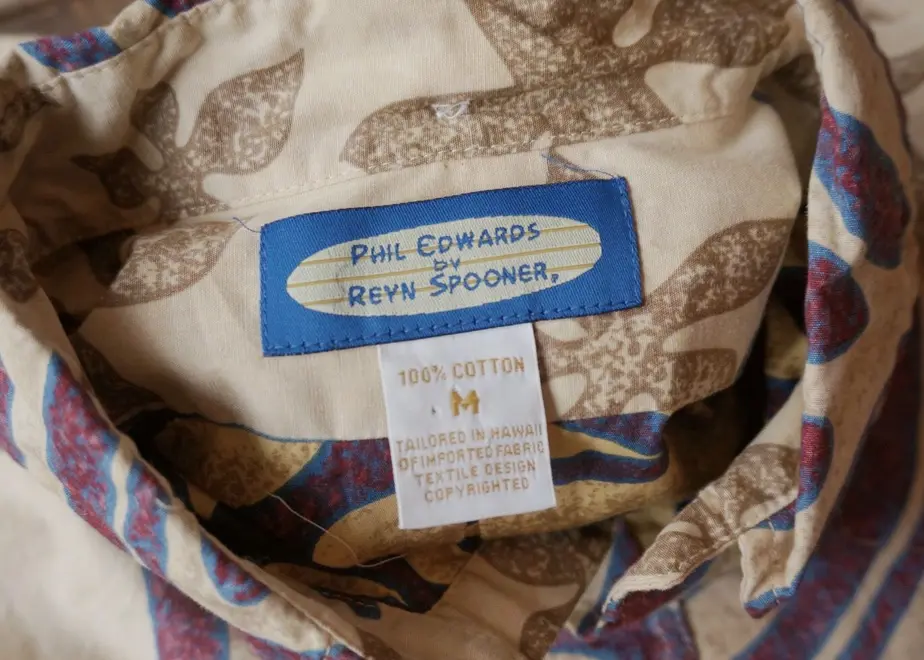 PHIL EDWARDS
BY
REYN SPOONER,
100% COTTON
M
TAILORED IN HAWAII
OF IMPORTED FABRIC
TEXTILE DESIGN
COPYRIGHTED